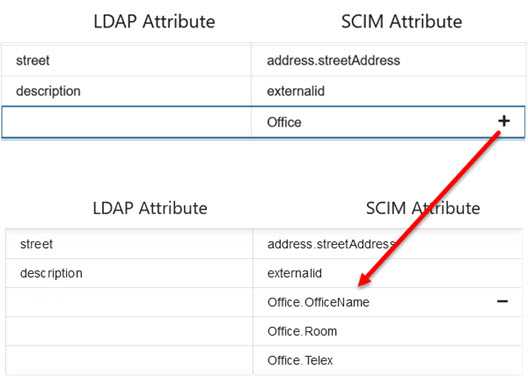 LDAP Attribute SCIM Attribute
street address.streetAddress
description externalid
Office +
LDAP Attribute SCIM Attribute
street address.streetAddress
description externalid
Office.OfficeName −
Office.Room
Office.Telex